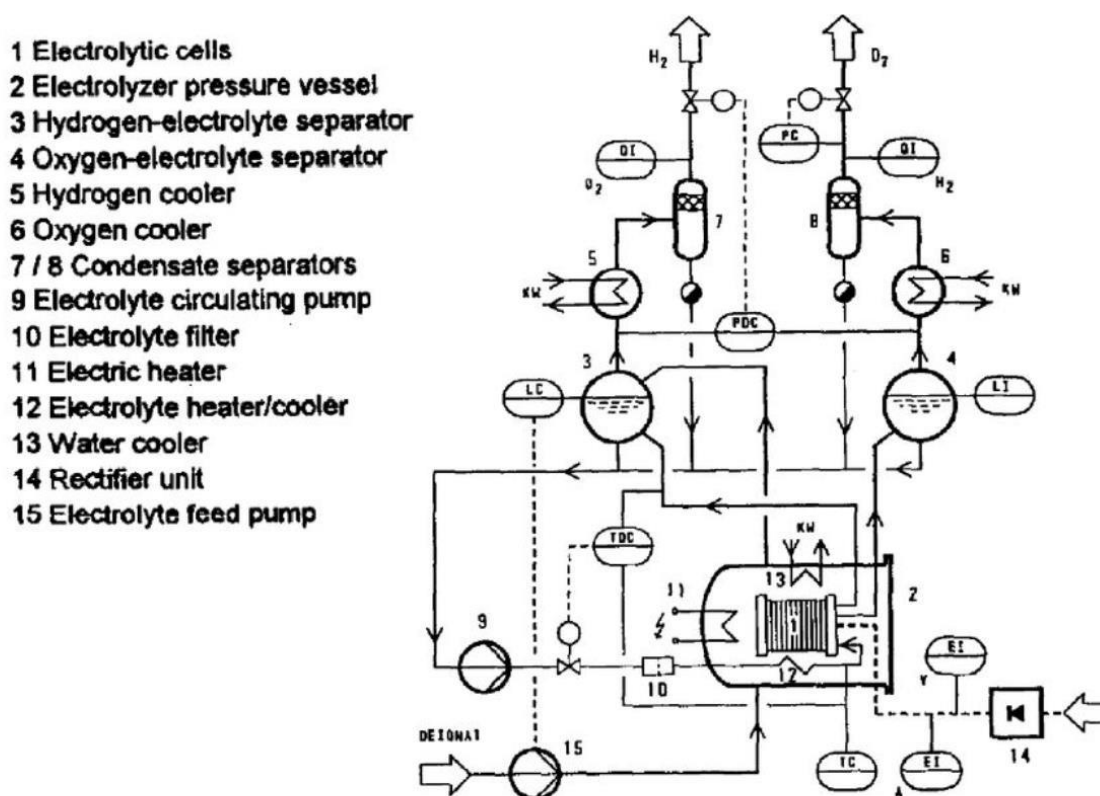 1 Electrolytic cells
2 Electrolyzer pressure vessel
3 Hydrogen-electrolyte separator
4 Oxygen-electrolyte separator
5 Hydrogen cooler
6 Oxygen cooler
7 / 8 Condensate separators
9 Electrolyte circulating pump
10 Electrolyte filter
11 Electric heater
12 Electrolyte heater/cooler
13 Water cooler
14 Rectifier unit
15 Electrolyte feed pump
H2
O2
PC
QI
O2
QI
H2
7
8
5
6
KW
KW
PDC
3
4
LC
LI
TDC
KW
13
11
1
2
9
12
10
EI
V
DEIONAT
15
TC
EI
A
14